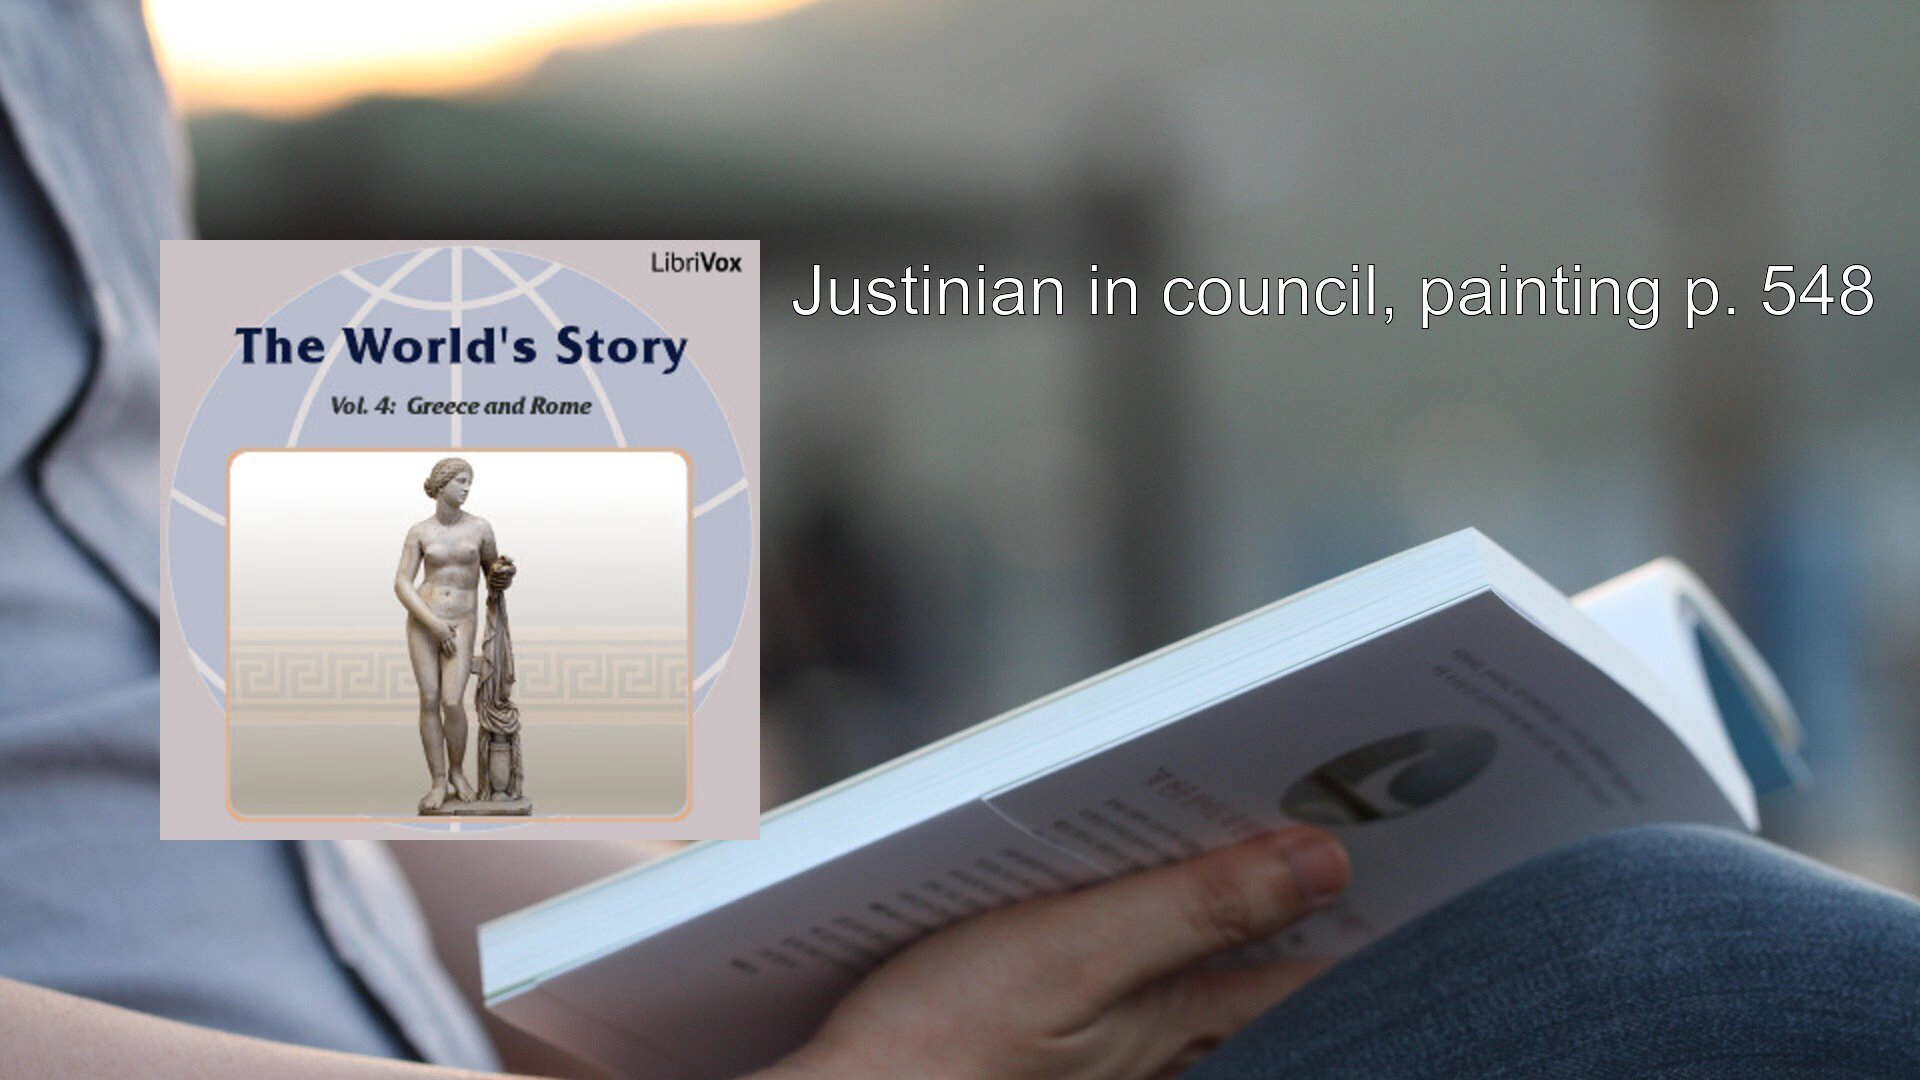 LibriVox
The World's Story
Vol. 4: Greece and Rome
Justinian in council, painting p. 548